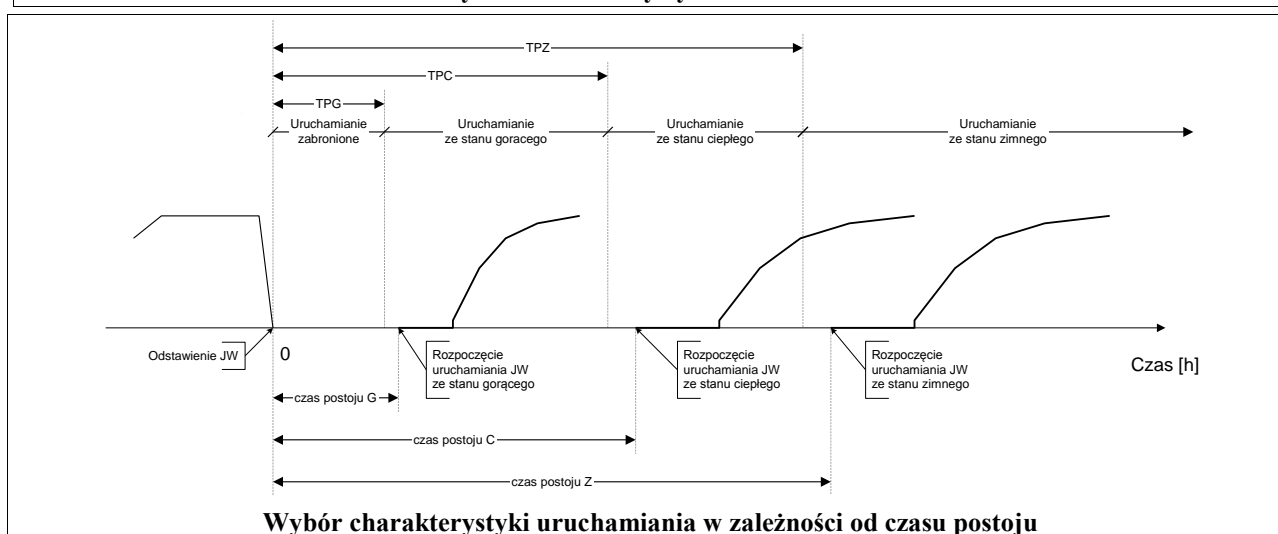 TPZ
TPC
TPG
Uruchamianie
zabronione
Uruchamianie
ze stanu goracego
Uruchamianie
ze stanu ciepłego
Uruchamianie
ze stanu zimnego
Odstawienie JW
0
Rozpoczęcie
uruchamiania JW
ze stanu gorącego
Rozpoczęcie
uruchamiania JW
ze stanu ciepłego
Rozpoczęcie
uruchamiania JW
ze stanu zimnego
Czas [h]
czas postoju G
czas postoju C
czas postoju Z
Wybór charakterystyki uruchamiania w zależności od czasu postoju